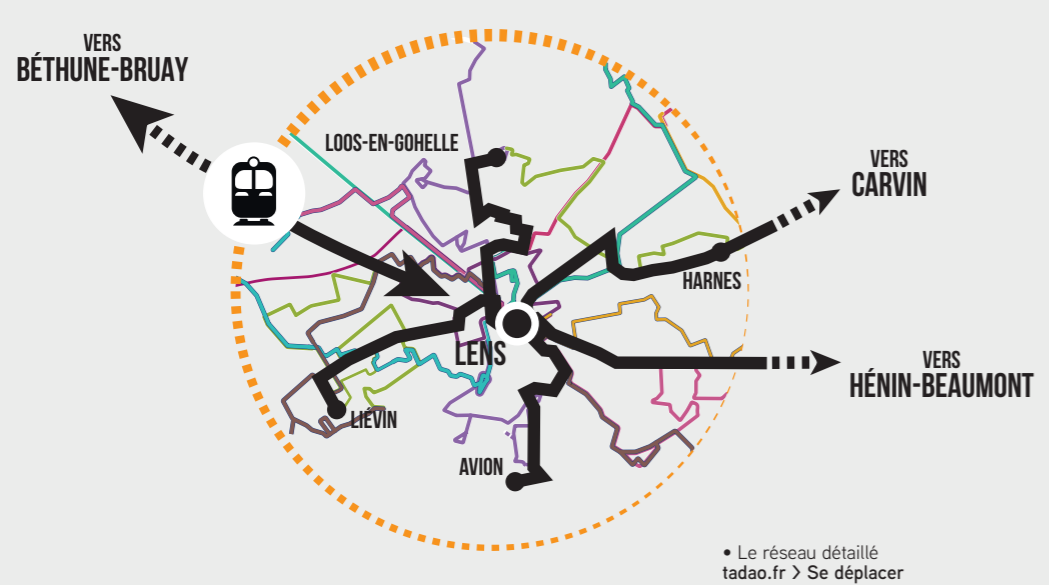 VERS
BÉTHUNE-BRUAY
LOOS-EN-GOHELLE
VERS
CARVIN
HARNES
LENS
VERS
HÉNIN-BEAUMONT
LIÉVIN
AVION
• Le réseau détaillé
tadao.fr > Se déplacer